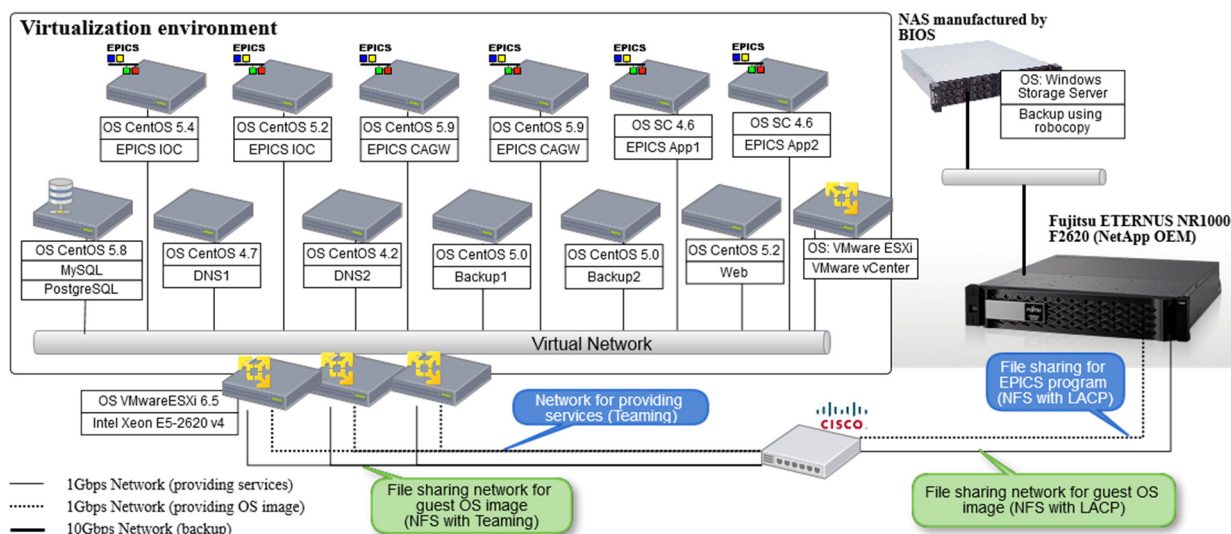 Virtualization environment
EPICS
EPICS
EPICS
EPICS
EPICS
EPICS
OS CentOS 5.4
EPICS IOC
OS CentOS 5.2
EPICS IOC
OS CentOS 5.9
EPICS CAGW
OS CentOS 5.9
EPICS CAGW
OS SC 4.6
EPICS App1
OS SC 4.6
EPICS App2
OS CentOS 5.8
MySQL
PostgreSQL
OS CentOS 4.7
DNS1
OS CentOS 4.2
DNS2
OS CentOS 5.0
Backup1
OS CentOS 5.0
Backup2
OS CentOS 5.2
Web
OS: VMware ESXi
VMware vCenter
Virtual Network
NAS manufactured by
BIOS
OS: Windows
Storage Server
Backup using
robocopy
Fujitsu ETERNUS NR1000
F2620 (NetApp OEM)
FUJITSU
OS VMwareESXi 6.5
Intel Xeon E5-2620 v4
Network for providing
services (Teaming)
CISCO.
File sharing for
EPICS program
(NFS with LACP)
File sharing network for
guest OS image
(NFS with Teaming)
File sharing network for guest OS
image (NFS with LACP)
1Gbps Network (providing services)
1Gbps Network (providing OS image)
10Gbps Network (backup)